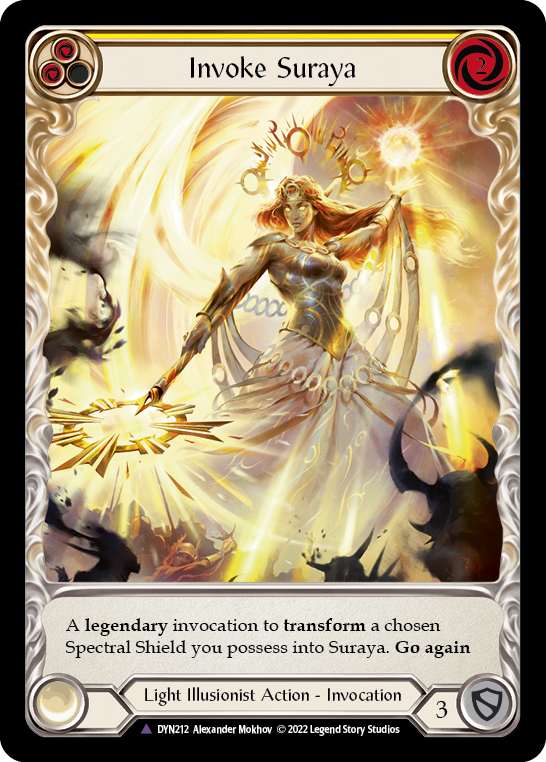 Invoke Suraya
2
A legendary invocation to transform a chosen
Spectral Shield you possess into Suraya. Go again
Light Illusionist Action - Invocation
3
DYN212 Alexander Mokhov © 2022 Legend Story Studios